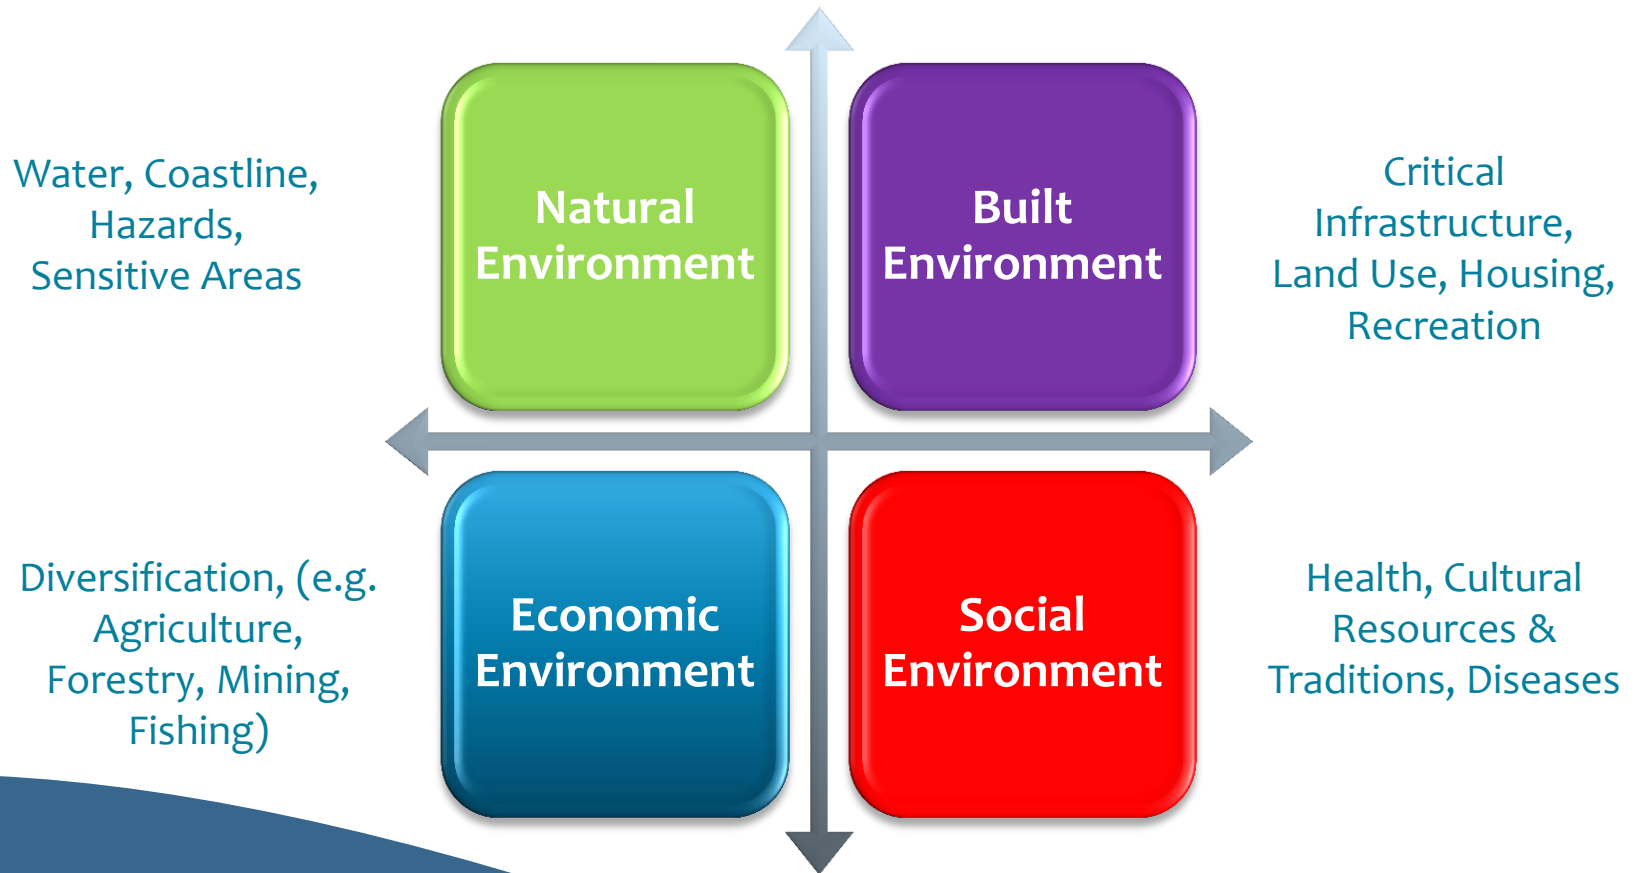 Water, Coastline,
Hazards,
Sensitive Areas
Natural
Environment
Built
Environment
Critical
Infrastructure,
Land Use, Housing,
Recreation
Diversification, (e.g.
Agriculture,
Forestry, Mining,
Fishing)
Economic
Environment
Social
Environment
Health, Cultural
Resources &
Traditions, Diseases